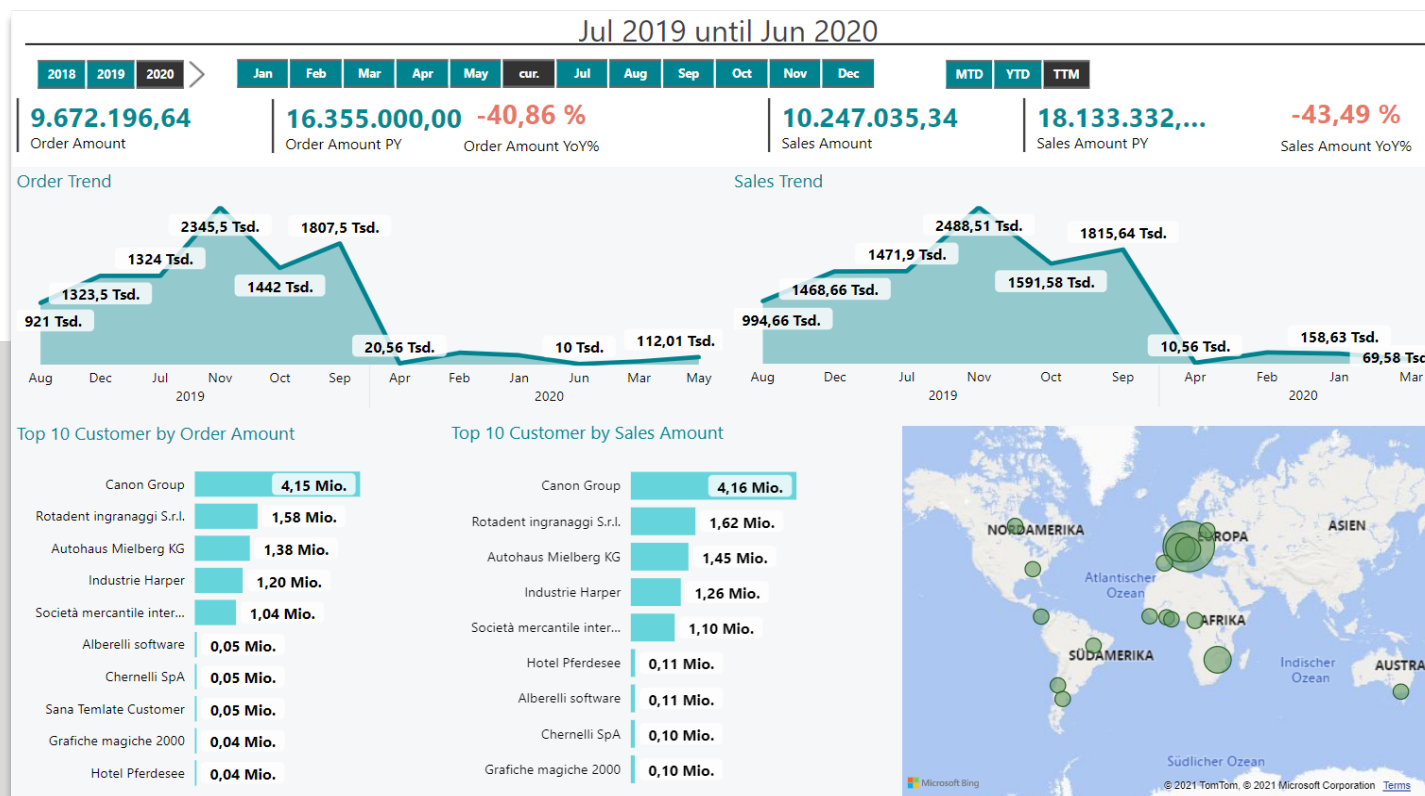 Jul 2019 until Jun 2020
2018 2019 2020
Jan Feb Mar Apr May cur. Jul Aug Sep Oct Nov Dec
MTD YTD TTM
9.672.196,64
Order Amount
16.355.000,00
Order Amount PY
-40,86 %
Order Amount YoY%
10.247.035,34
Sales Amount
18.133.332,...
Sales Amount PY
-43,49 %
Sales Amount YoY%
Order Trend
2345,5 Tsd.
1807,5 Tsd.
1324 Tsd.
1442 Tsd.
1323,5 Tsd.
921 Tsd.
20,56 Tsd.
10 Tsd.
112,01 Tsd.
Aug Dec Jul Nov Oct Sep Apr Feb Jan Jun Mar May
2019 2020
Sales Trend
2488,51 Tsd.
1815,64 Tsd.
1471,9 Tsd.
1591,58 Tsd.
1468,66 Tsd.
994,66 Tsd.
10,56 Tsd.
158,63 Tsd.
69,58 Tsd
Aug Dec Jul Nov Oct Sep Apr Feb Jan Mar
2019 2020
Top 10 Customer by Order Amount
Canon Group 4,15 Mio.
Rotadent ingranaggi S.r.l. 1,58 Mio.
Autohaus Mielberg KG 1,38 Mio.
Industrie Harper 1,20 Mio.
Società mercantile inter... 1,04 Mio.
Alberelli software 0,05 Mio.
Chernelli SpA 0,05 Mio.
Sana Temlate Customer 0,05 Mio.
Grafiche magiche 2000 0,04 Mio.
Hotel Pferdesee 0,04 Mio.
Top 10 Customer by Sales Amount
Canon Group 4,16 Mio.
Rotadent ingranaggi S.r.l. 1,62 Mio.
Autohaus Mielberg KG 1,45 Mio.
Industrie Harper 1,26 Mio.
Società mercantile inter... 1,10 Mio.
Hotel Pferdesee 0,11 Mio.
Alberelli software 0,11 Mio.
Chernelli SpA 0,10 Mio.
Grafiche magiche 2000 0,10 Mio.
NORDAMERIKA
EUROPA
ASIEN
Atlantischer
Ozean
AFRIKA
SÜDAMERIKA
Indischer
Ozean
AUSTRA
Südlicher Ozean
Microsoft Bing
© 2021 TomTom, © 2021 Microsoft Corporation Terms